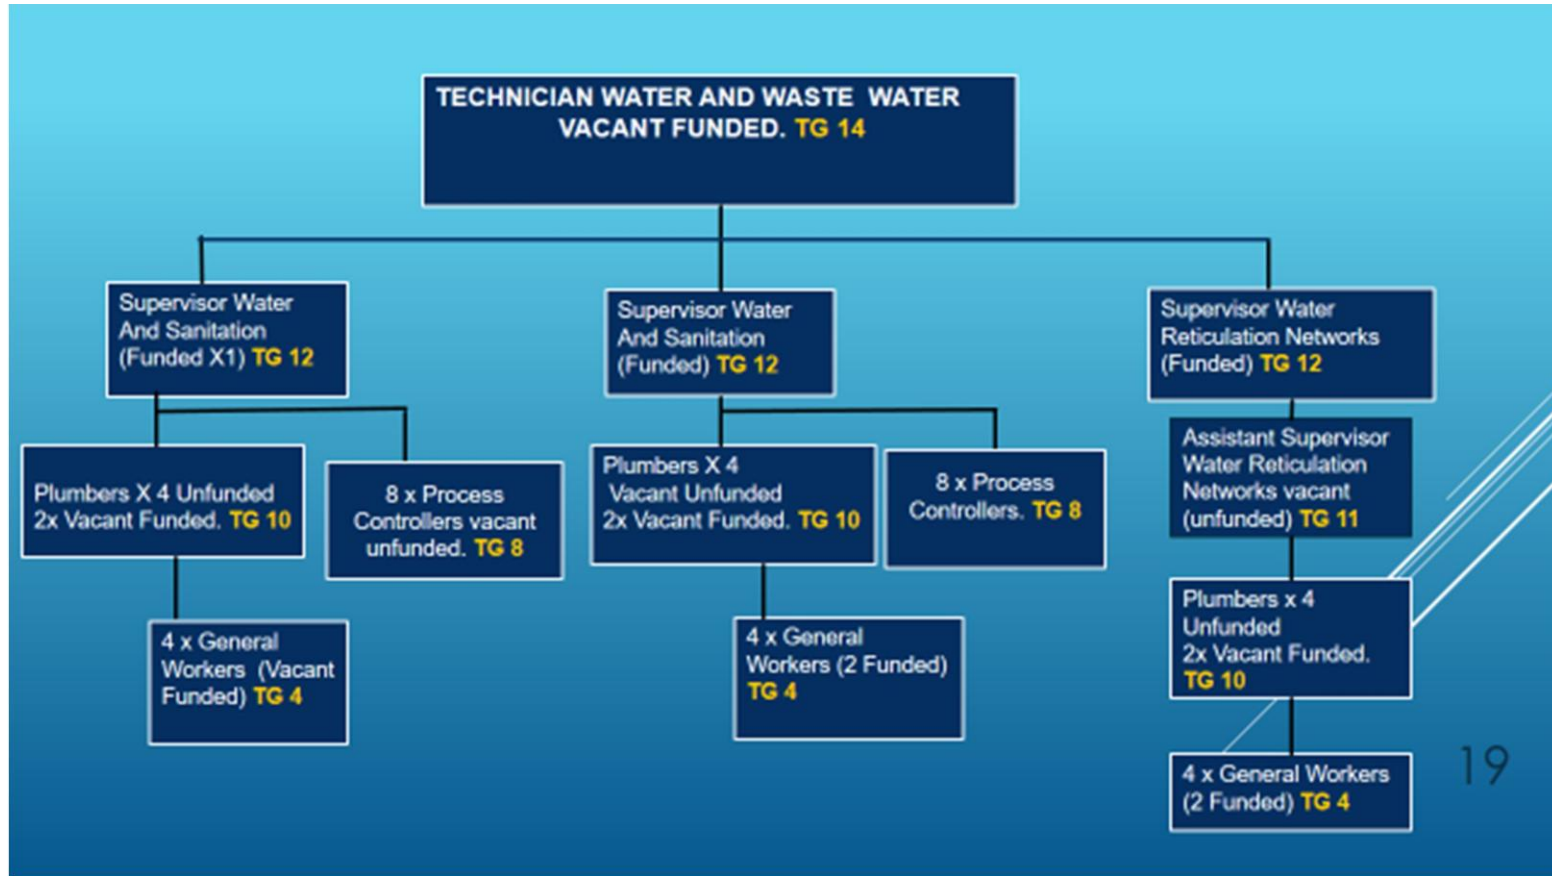 TECHNICIAN WATER AND WASTE WATER
VACANT FUNDED. TG 14
Supervisor Water
And Sanitation
(Funded X1) TG 12
Supervisor Water
And Sanitation
(Funded) TG 12
Supervisor Water
Reticulation Networks
(Funded) TG 12
Plumbers X 4 Unfunded
2x Vacant Funded. TG 10
8 x Process
Controllers vacant
unfunded. TG 8
Plumbers X 4
Vacant Unfunded
2x Vacant Funded. TG 10
8 x Process
Controllers. TG 8
Assistant Supervisor
Water Reticulation
Networks vacant
(unfunded) TG 11
4 x General
Workers (Vacant
Funded) TG 4
4 x General
Workers (2 Funded)
TG 4
Plumbers x 4
Unfunded
2x Vacant Funded.
TG 10
4 x General Workers
(2 Funded) TG 4
19